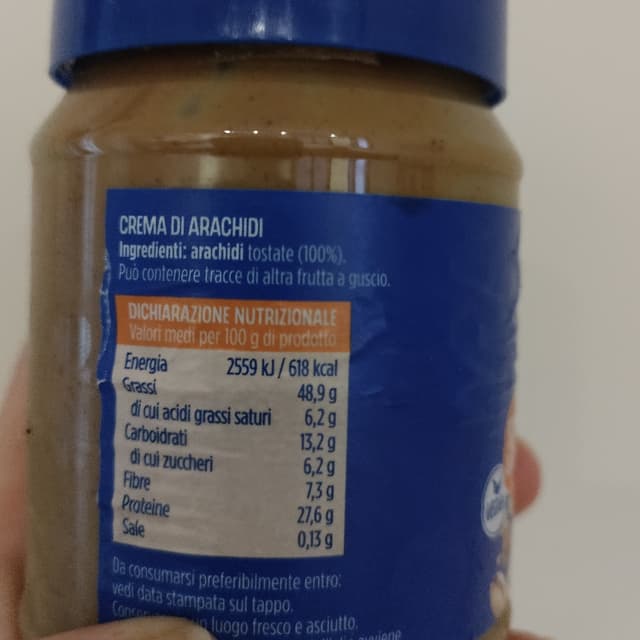 CREMA DI ARACHIDI
Ingredienti: arachidi tostate (100%).
Può contenere tracce di altra frutta a guscio.
DICHIARAZIONE NUTRIZIONALE
Valori medi per 100 g di prodotto
Energia 2559 kJ / 618 kcal
Grassi 48,9 g
di cui acidi grassi saturi 6,2 g
Carboidrati 13,2 g
di cui zuccheri 6,2 g
Fibre 7,3 g
Proteine 27,6 g
Sale 0,13 g
Da consumarsi preferibilmente entro:
vedi data stampata sul tappo.
luogo fresco e asciutto.